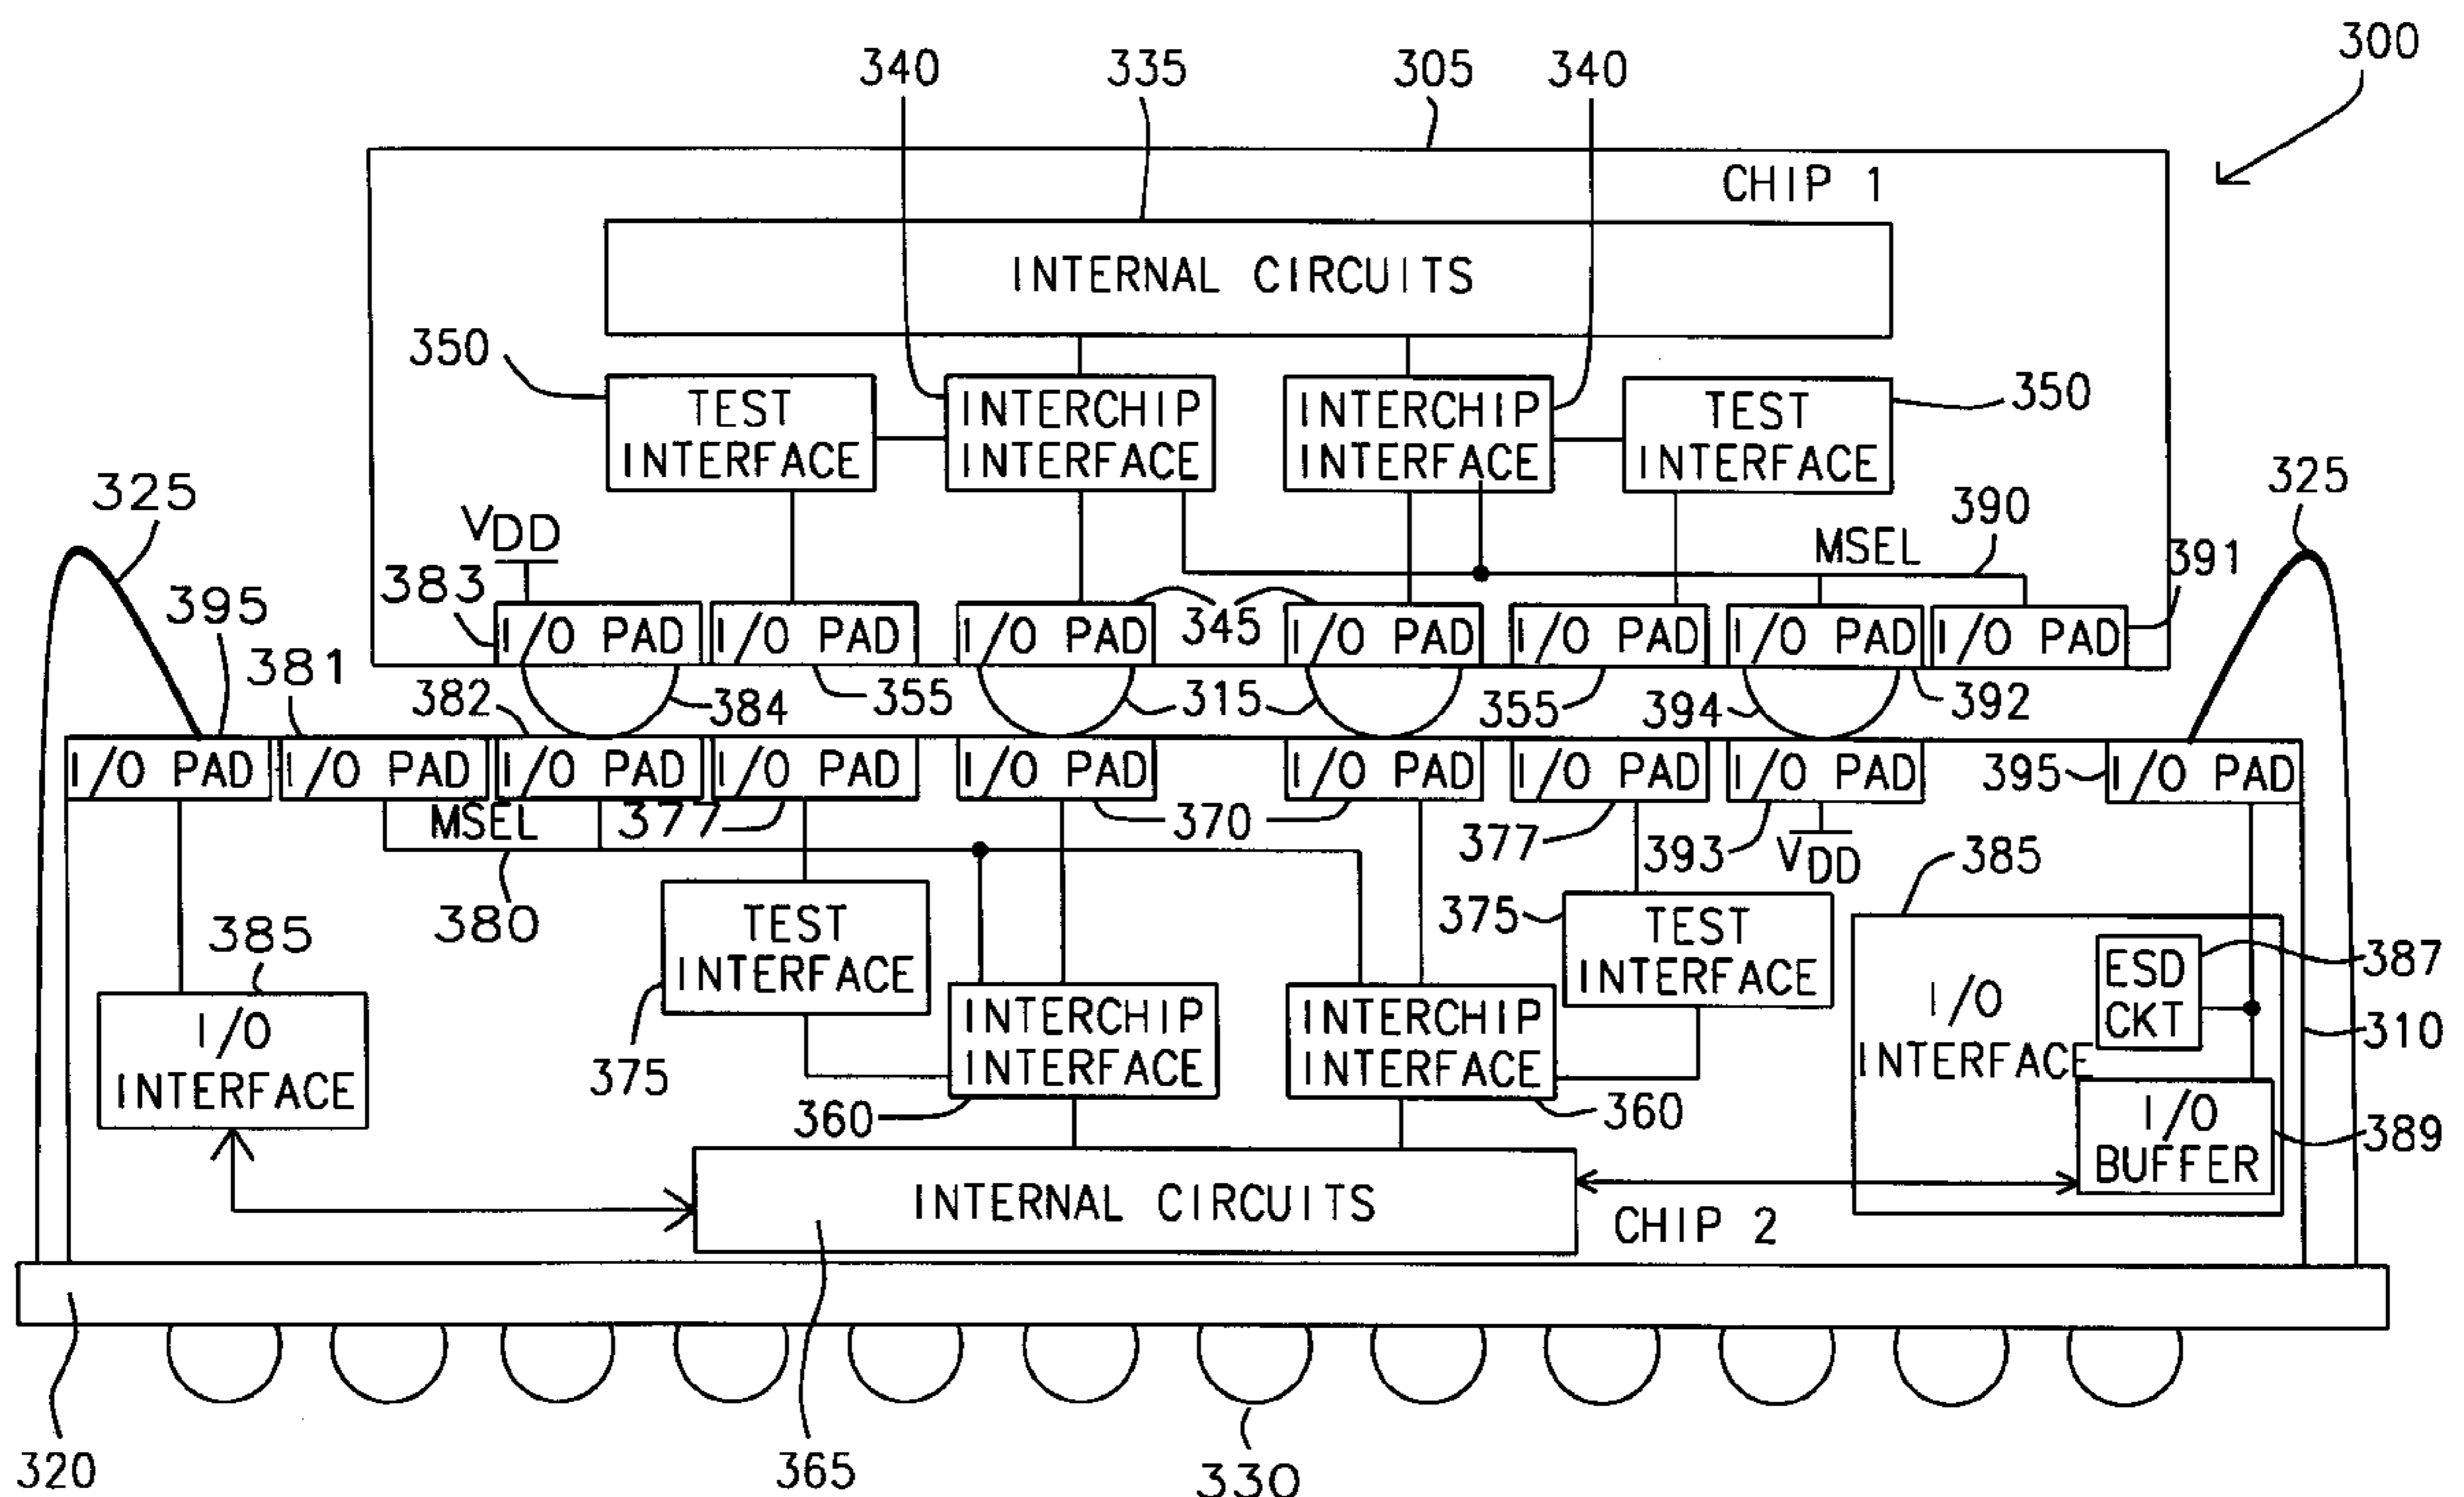 300
340 335 305 340
CHIP 1
INTERNAL CIRCUITS
350
TEST INTERFACE
INTERCHIP INTERFACE
INTERCHIP INTERFACE
TEST INTERFACE
350
325
325
VDD
MSEL
390
391
383
395
I/O PAD
I/O PAD
I/O PAD
345
I/O PAD
I/O PAD
I/O PAD
I/O PAD
381
382
384
355
315
355
394
392
I/O PAD
I/O PAD
I/O PAD
I/O PAD
I/O PAD
I/O PAD
I/O PAD
I/O PAD
395
I/O PAD
MSEL
377
370
377
393
VDD
385
380
385
TEST INTERFACE
375
TEST INTERFACE
ESD CKT
387
I/O INTERFACE
375
INTERCHIP INTERFACE
INTERCHIP INTERFACE
I/O INTERFACE
310
360
360
I/O BUFFER
389
INTERNAL CIRCUITS
CHIP 2
320
365
330